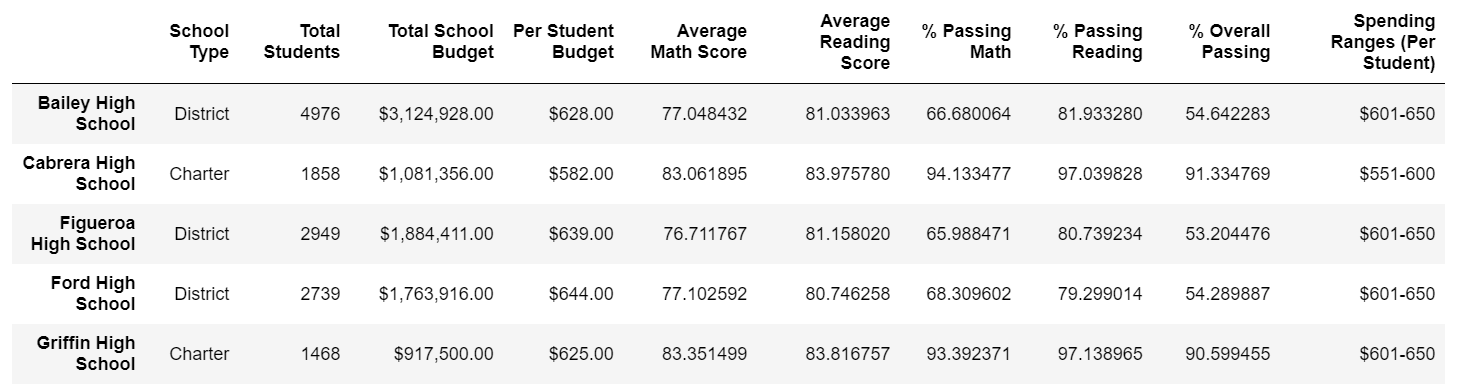 School Type Total Students Total School Budget Per Student Budget Average Math Score Average Reading Score % Passing Math % Passing Reading % Overall Passing Spending Ranges (Per Student)
Bailey High School District 4976 $3,124,928.00 $628.00 77.048432 81.033963 66.680064 81.933280 54.642283 $601-650
Cabrera High School Charter 1858 $1,081,356.00 $582.00 83.061895 83.975780 94.133477 97.039828 91.334769 $551-600
Figueroa High School District 2949 $1,884,411.00 $639.00 76.711767 81.158020 65.988471 80.739234 53.204476 $601-650
Ford High School District 2739 $1,763,916.00 $644.00 77.102592 80.746258 68.309602 79.299014 54.289887 $601-650
Griffin High School Charter 1468 $917,500.00 $625.00 83.351499 83.816757 93.392371 97.138965 90.599455 $601-650